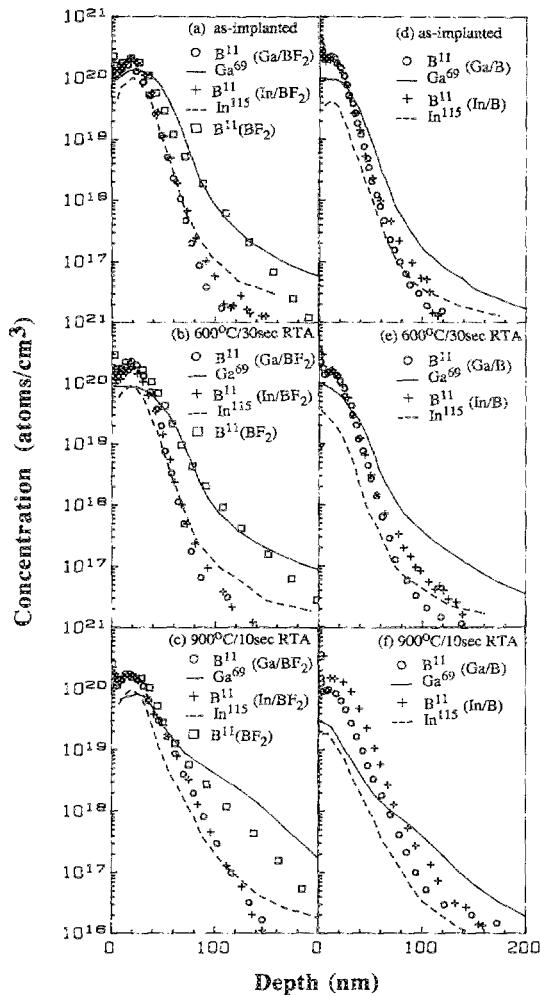 (a) as-implanted
B¹¹ (Ga/BF₂)
Ga⁶⁹
B¹¹ (In/BF₂)
In¹¹⁵
B¹¹(BF₂)
(d) as-implanted
B¹¹ (Ga/B)
Ga⁶⁹
B¹¹ (In/B)
In¹¹⁵
10²¹
10²⁰
10¹⁹
10¹⁸
10¹⁷
10²¹
(b) 600°C/30sec RTA
B¹¹ (Ga/BF₂)
Ga⁶⁹
B¹¹ (In/BF₂)
In¹¹⁵
B¹¹(BF₂)
(e) 600°C/30sec RTA
B¹¹ (Ga/B)
Ga⁶⁹
B¹¹ (In/B)
In¹¹⁵
10²⁰
10¹⁹
10¹⁸
10¹⁷
10²¹
(c) 900°C/10sec RTA
B¹¹ (Ga/BF₂)
Ga⁶⁹
B¹¹ (In/BF₂)
In¹¹⁵
B¹¹(BF₂)
(f) 900°C/10sec RTA
B¹¹ (Ga/B)
Ga⁶⁹
B¹¹ (In/B)
In¹¹⁵
10²⁰
10¹⁹
10¹⁸
10¹⁷
10¹⁶
Concentration (atoms/cm³)
0 100 0 100 200
Depth (nm)